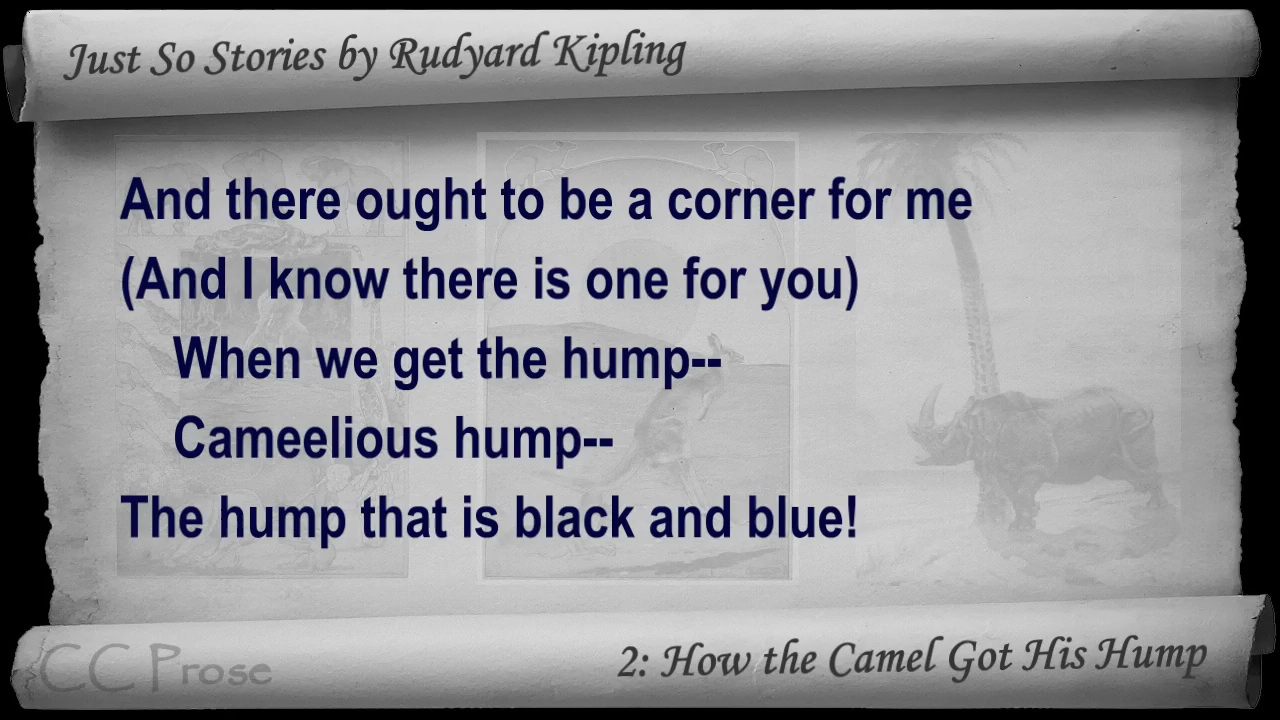 Just So Stories by Rudyard Kipling
And there ought to be a corner for me
(And I know there is one for you)
When we get the hump--
Cameelious hump--
The hump that is black and blue!
CC Prose
2: How the Camel Got His Hump